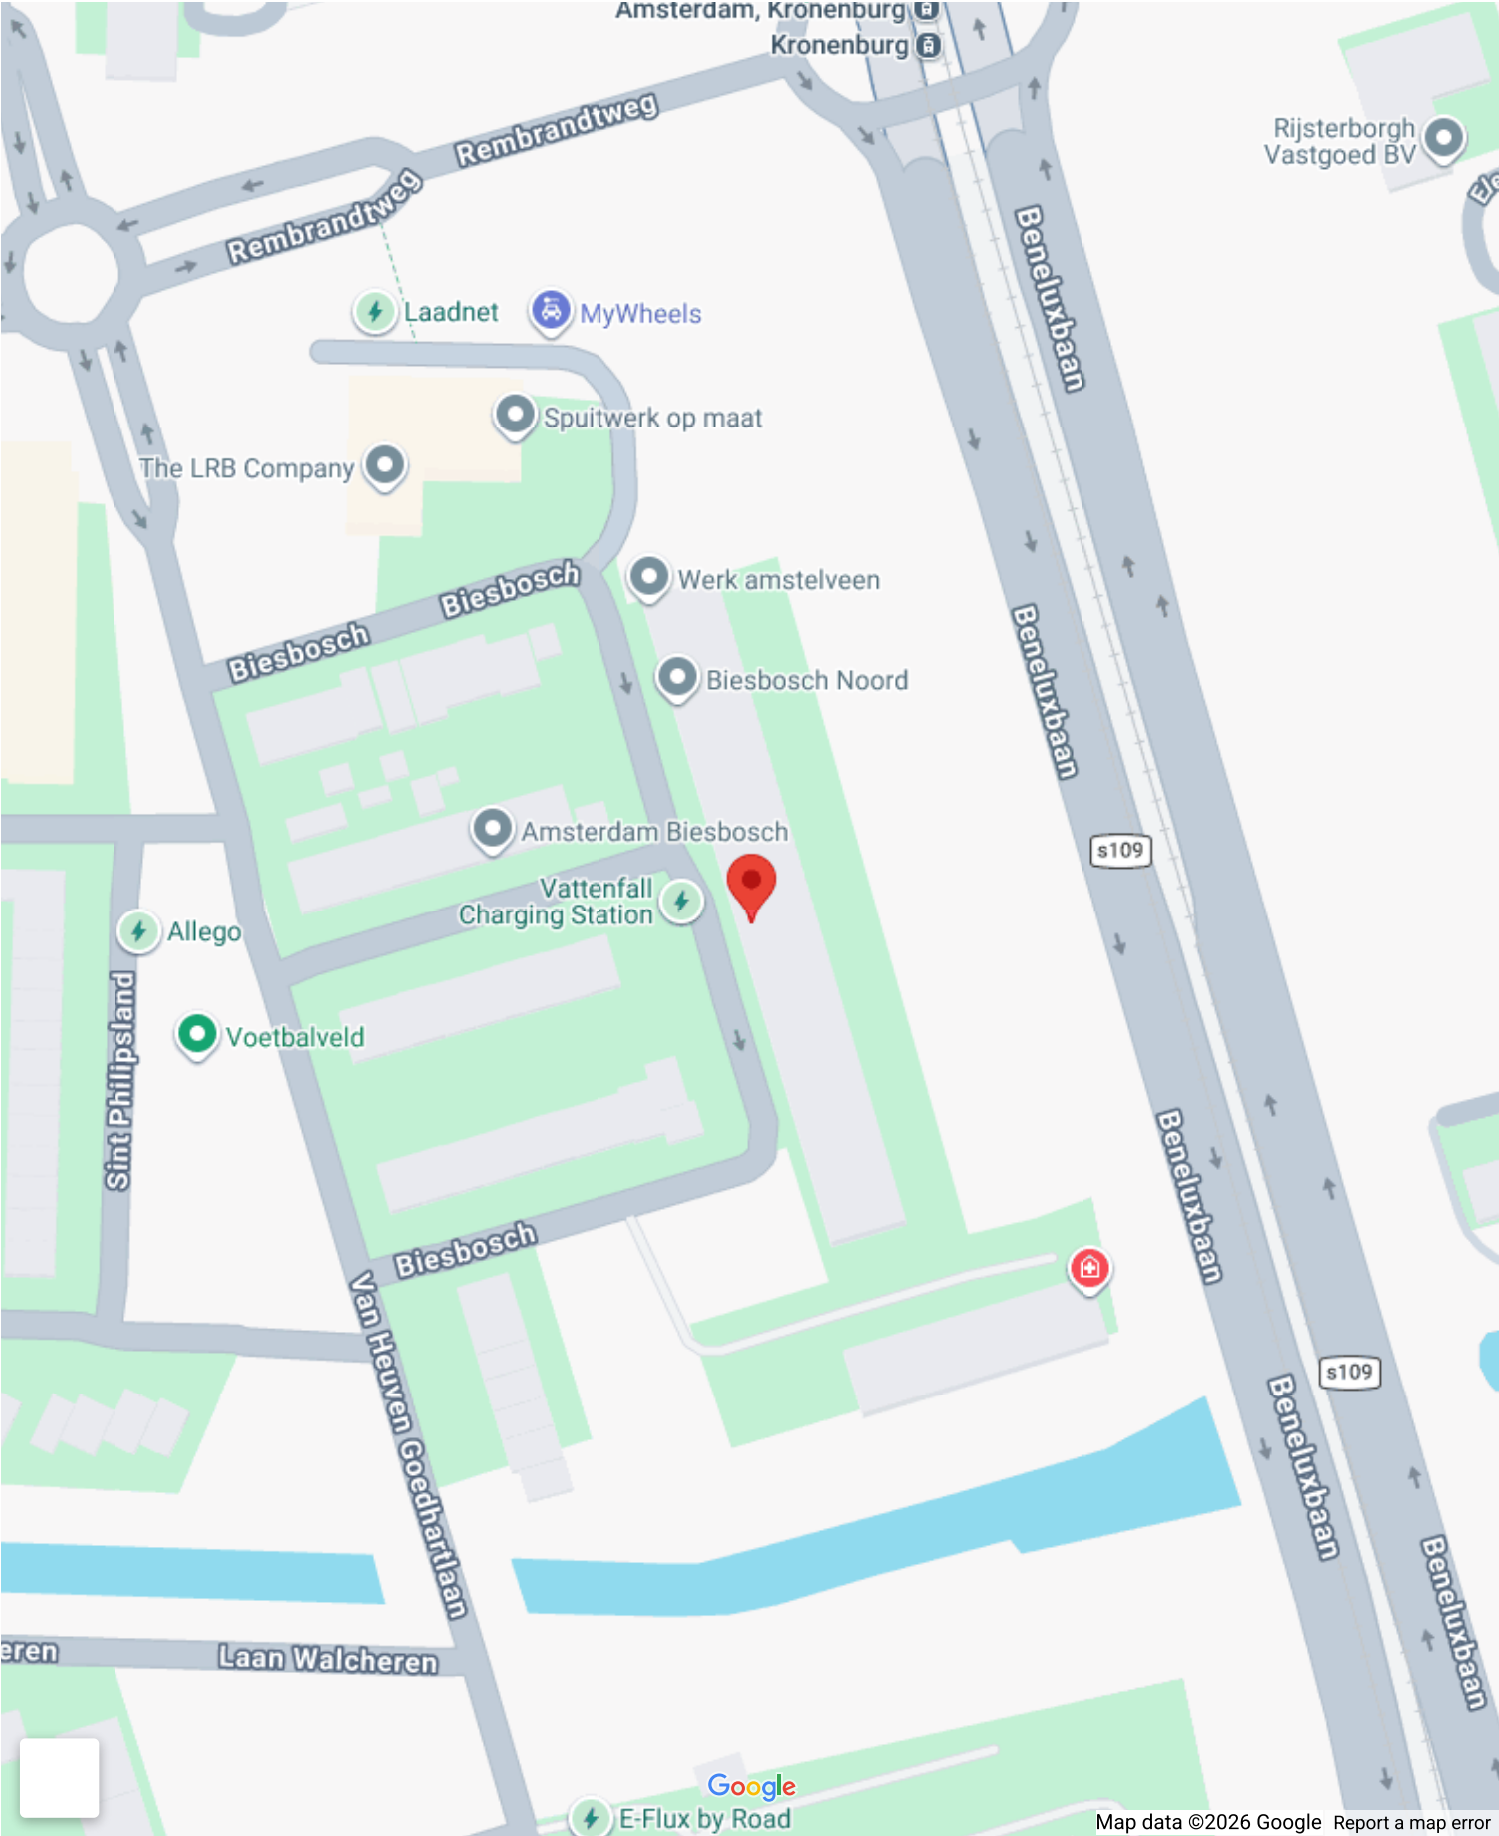 Amsterdam, Kronenburg
Kronenburg
Rembrandtweg
Rijsterborgh
Vastgoed BV
Ele
Rembrandtweg
Beneluxbaan
Laadnet
MyWheels
Spuitwerk op maat
The LRB Company
Biesbosch
Werk amstelveen
Biesbosch
Biesbosch Noord
Beneluxbaan
Amsterdam Biesbosch
s109
Vattenfall
Charging Station
Allego
Voetbalveld
Sint Philipsland
Beneluxbaan
Biesbosch
Van Heuven Goedhartlaan
s109
Beneluxbaan
Beneluxbaan
eren
Laan Walcheren
Google
E-Flux by Road
Map data ©2026 Google
Report a map error